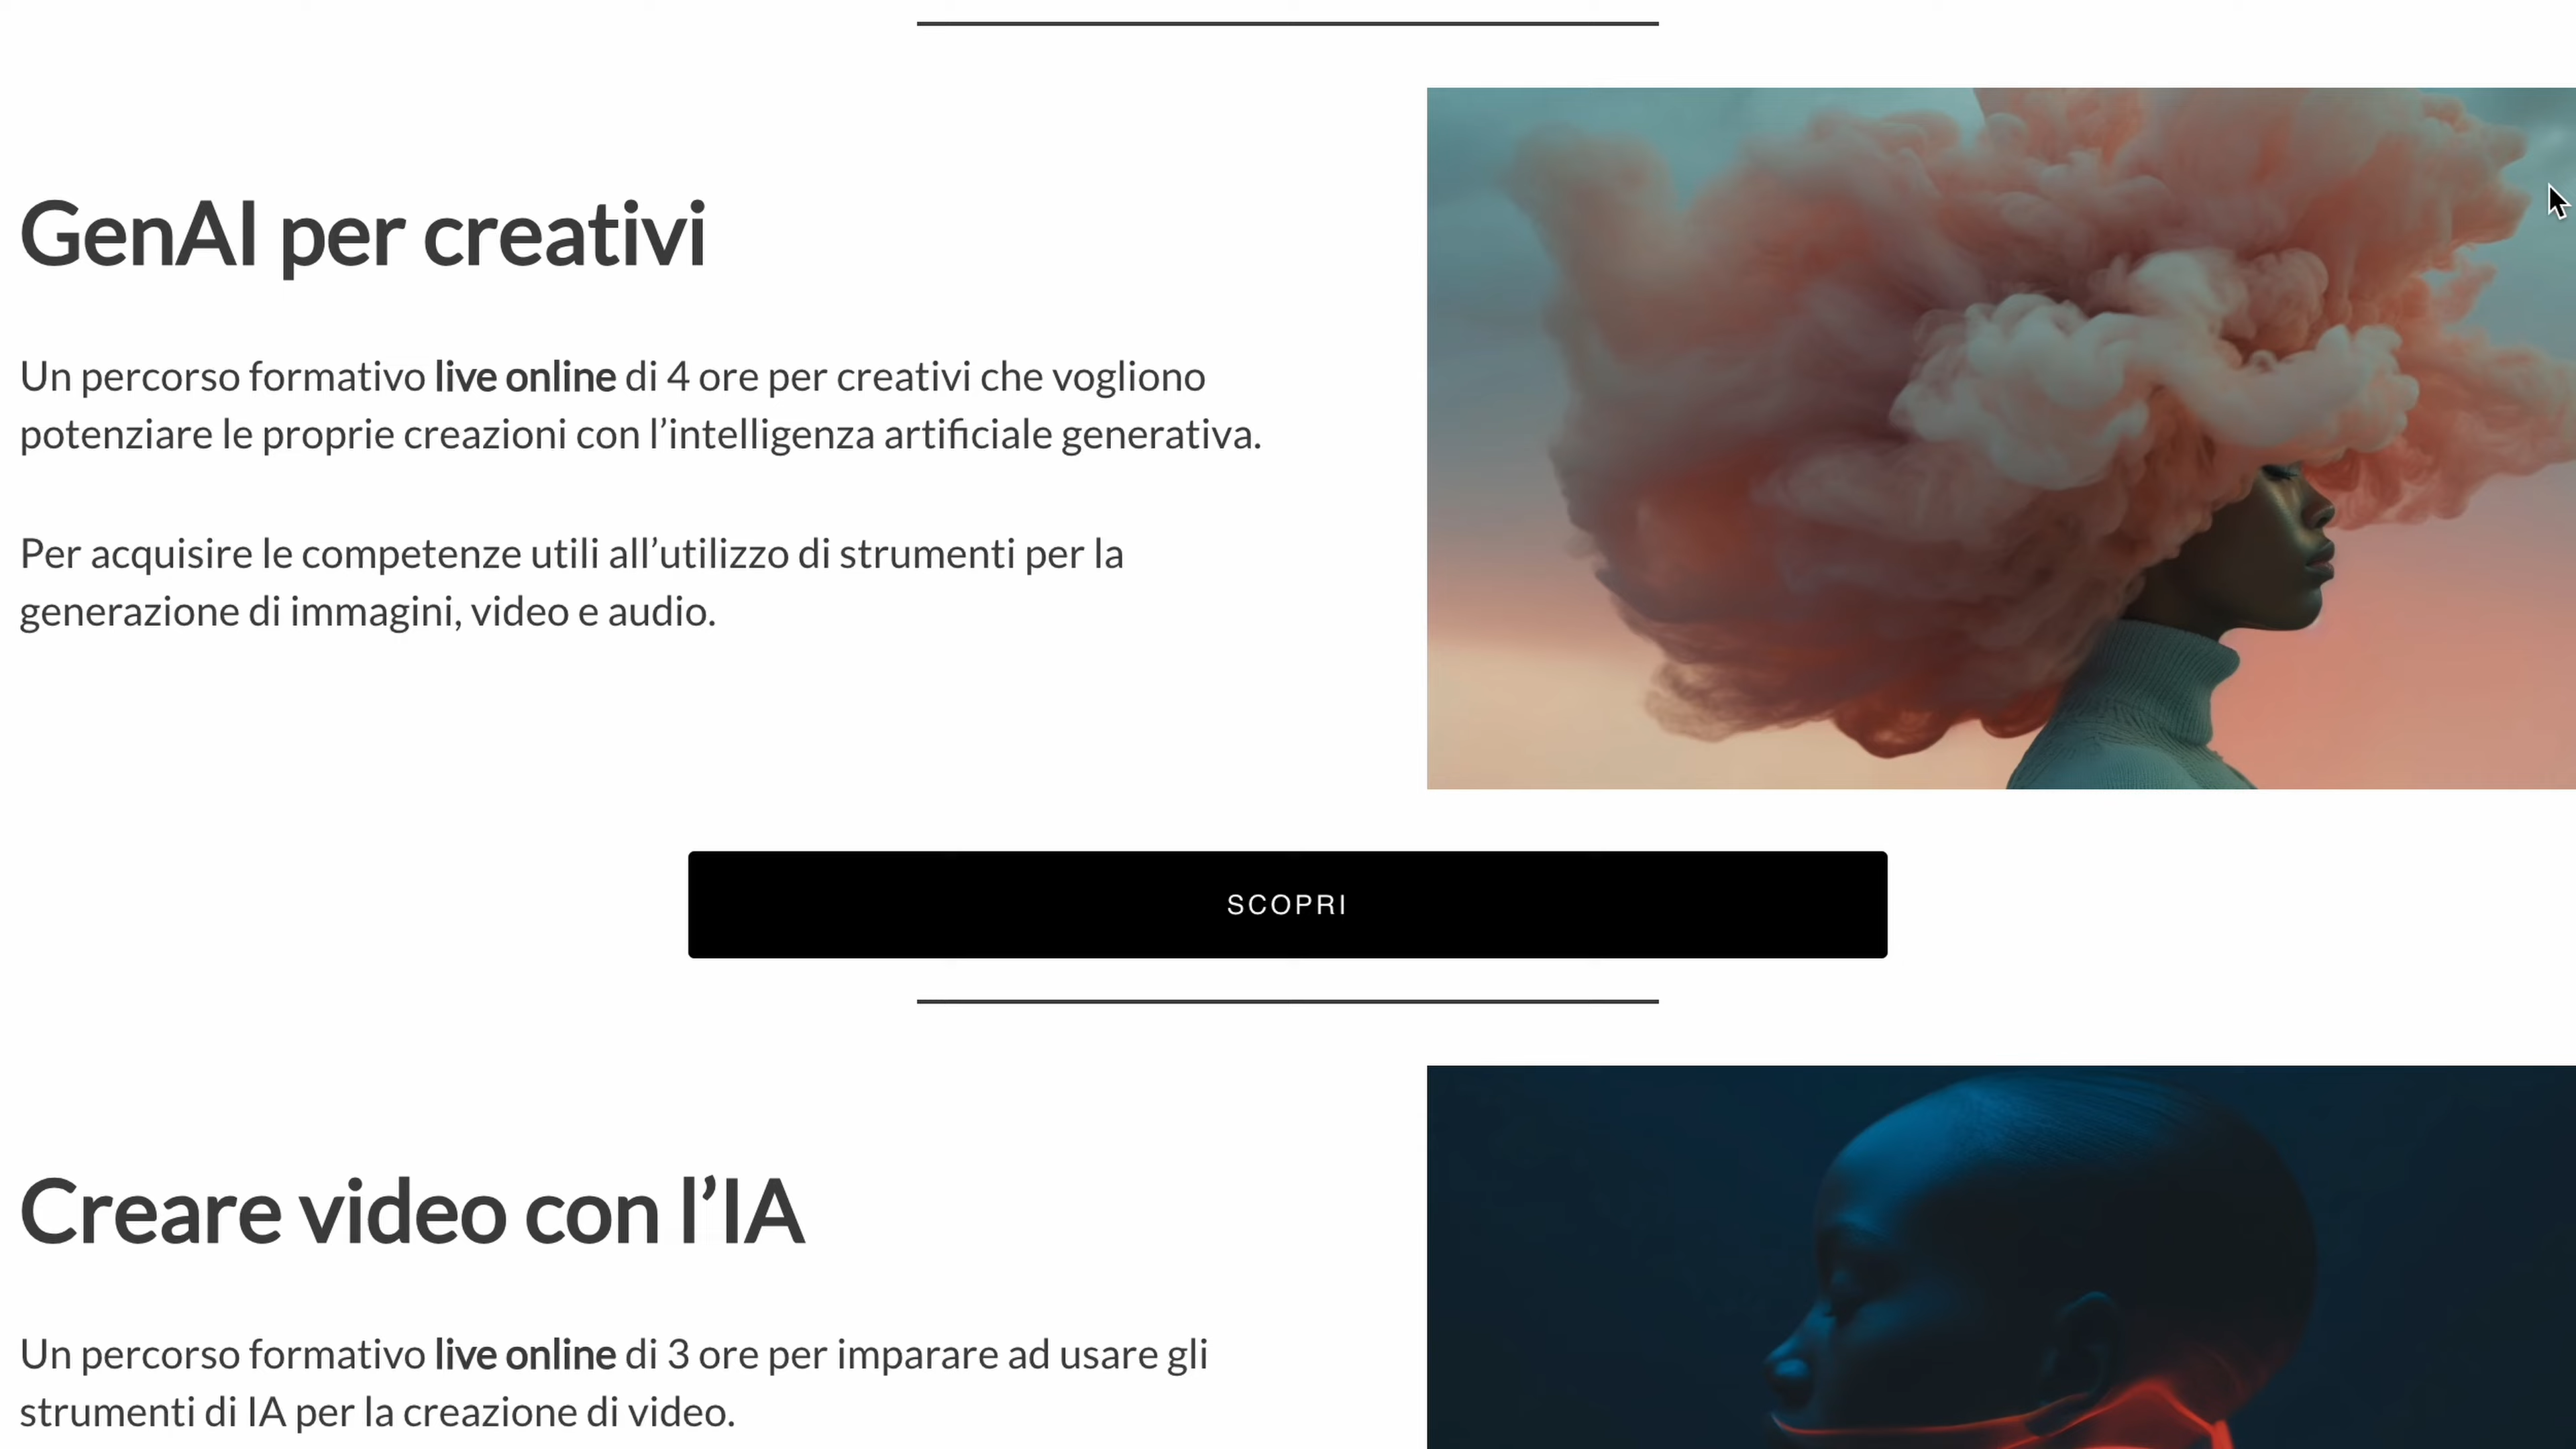 GenAI per creativi
Un percorso formativo live online di 4 ore per creativi che vogliono
potenziare le proprie creazioni con l’intelligenza artificiale generativa.
Per acquisire le competenze utili all’utilizzo di strumenti per la
generazione di immagini, video e audio.
SCOPRI
Creare video con l’IA
Un percorso formativo live online di 3 ore per imparare ad usare gli
strumenti di IA per la creazione di video.